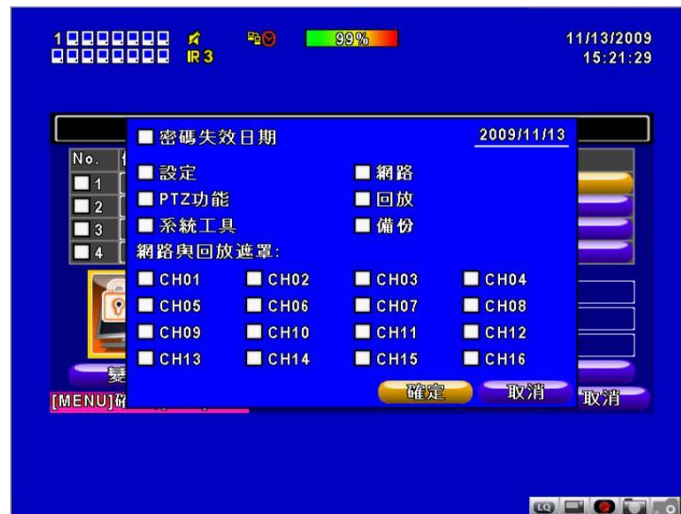 1 99% 11/13/2009
IR 3 15:21:29
密碼失效日期 2009/11/13
No.
設定 網路
1
PTZ功能 回放
2
系統工具 備份
3
4 網路與回放遮罩:
CH01 CH02 CH03 CH04
CH05 CH06 CH07 CH08
CH09 CH10 CH11 CH12
CH13 CH14 CH15 CH16
確定 取消
[MENU]確 取消
LQ